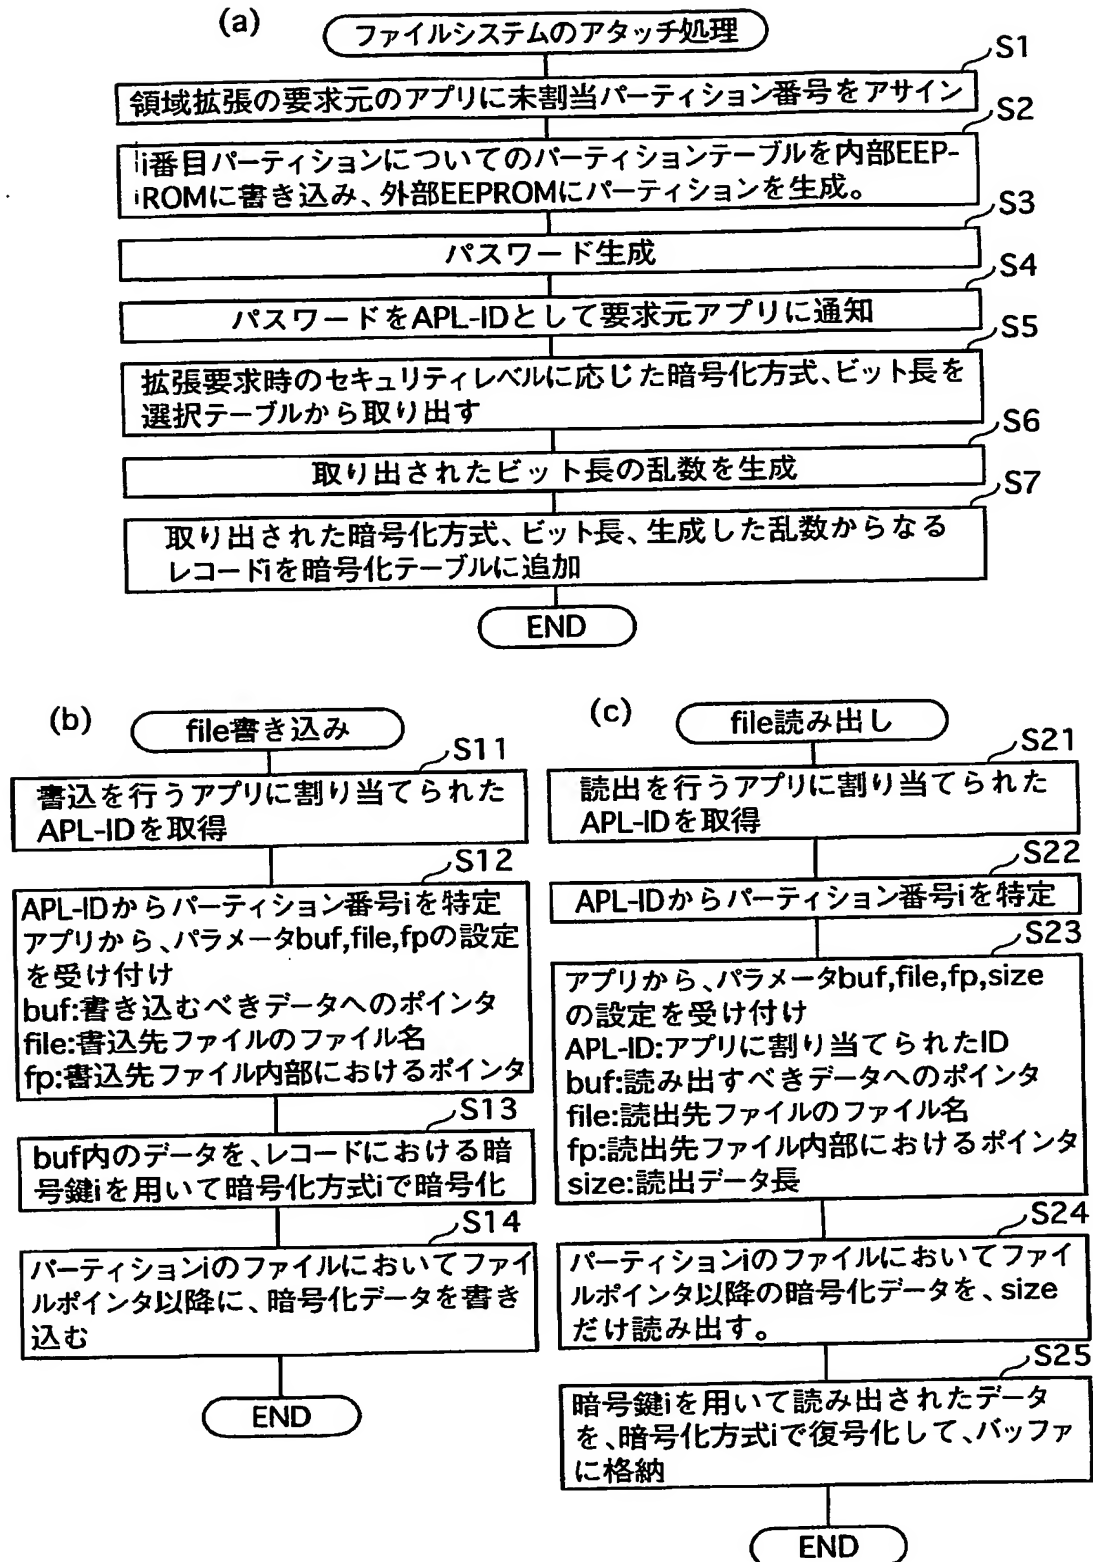 (a)
ファイルシステムのアタッチ処理
S1
領域拡張の要求元のアプリに未割当パーティション番号をアサイン
S2
i番目パーティションについてのパーティションテーブルを内部EEP-
ROMに書き込み、外部EEPROMにパーティションを生成。
S3
パスワード生成
S4
パスワードをAPL-IDとして要求元アプリに通知
S5
拡張要求時のセキュリティレベルに応じた暗号化方式、ビット長を
選択テーブルから取り出す
S6
取り出されたビット長の乱数を生成
S7
取り出された暗号化方式、ビット長、生成した乱数からなる
レコードiを暗号化テーブルに追加
END
(b)
file書き込み
S11
書込を行うアプリに割り当てられた
APL-IDを取得
S12
APL-IDからパーティション番号iを特定
アプリから、パラメータbuf,file,fpの設定
を受け付け
buf:書き込むべきデータへのポインタ
file:書込先ファイルのファイル名
fp:書込先ファイル内部におけるポインタ
S13
buf内のデータを、レコードにおける暗
号鍵iを用いて暗号化方式iで暗号化
S14
パーティションiのファイルにおいてファイ
ルポインタ以降に、暗号化データを書き
込む
END
(c)
file読み出し
S21
読出を行うアプリに割り当てられた
APL-IDを取得
S22
APL-IDからパーティション番号iを特定
S23
アプリから、パラメータbuf,file,fp,size
の設定を受け付け
APL-ID:アプリに割り当てられたID
buf:読み出すべきデータへのポインタ
file:読出先ファイルのファイル名
fp:読出先ファイル内部におけるポインタ
size:読出データ長
S24
パーティションiのファイルにおいてファイ
ルポインタ以降の暗号化データを、size
だけ読み出す。
S25
暗号鍵iを用いて読み出されたデータ
を、暗号化方式iで復号化して、バッファ
に格納
END